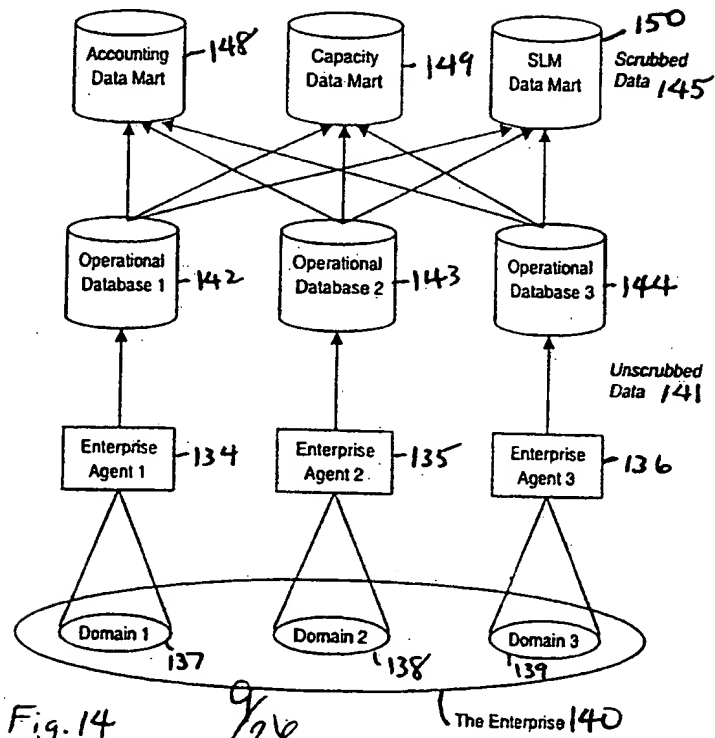 Accounting
Data Mart
148
Capacity
Data Mart
149
SLM
Data Mart
150
Scrubbed
Data 145
Operational
Database 1
142
Operational
Database 2
143
Operational
Database 3
144
Unscrubbed
Data 141
Enterprise
Agent 1
134
Enterprise
Agent 2
135
Enterprise
Agent 3
136
Domain 1
137
Domain 2
138
Domain 3
139
Fig. 14
9/26
The Enterprise 140